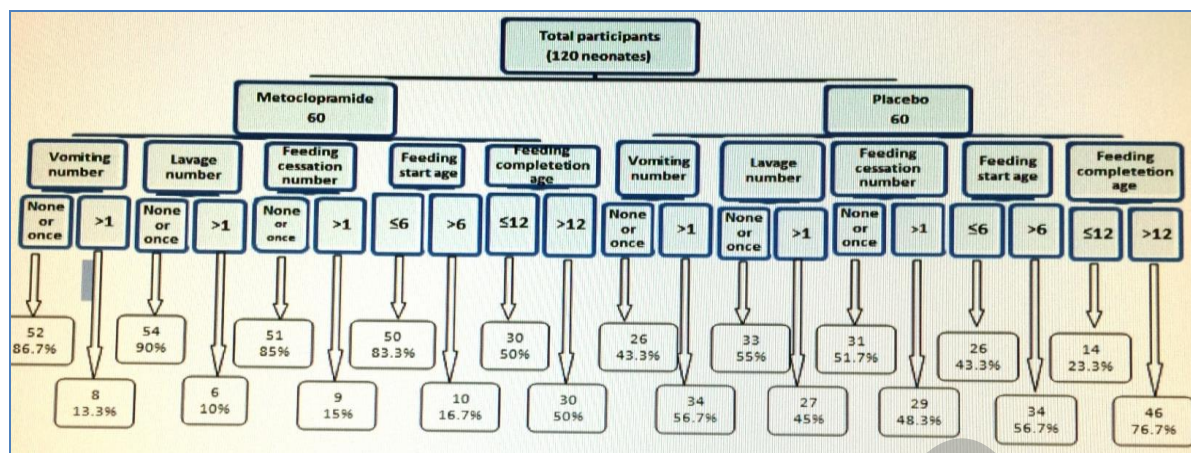 Total participants
(120 neonates)
Metoclopramide
60
Placebo
60
Vomiting
number
Lavage
number
Feeding
cessation
number
Feeding
start age
Feeding
completetion
age
Vomiting
number
Lavage
number
Feeding
cessation
number
Feeding
start age
Feeding
completetion
age
None
or
once
>1
None
or
once
>1
None
or
once
>1
≤6
>6
≤12
>12
None
or
once
>1
None
or
once
>1
None
or
once
>1
≤6
>6
≤12
>12
52
86.7%
54
90%
51
85%
50
83.3%
30
50%
26
43.3%
33
55%
31
51.7%
26
43.3%
14
23.3%
8
13.3%
6
10%
9
15%
10
16.7%
30
50%
34
56.7%
27
45%
29
48.3%
34
56.7%
46
76.7%